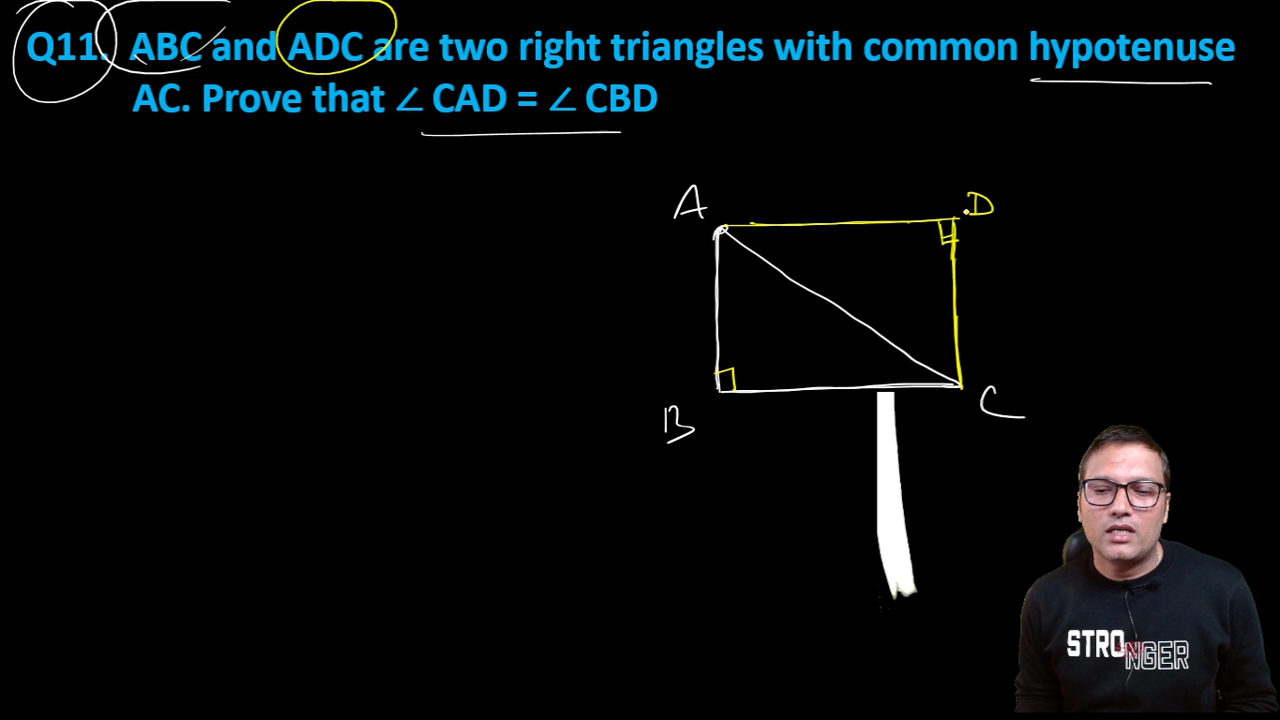 Q11. ABC and ADC are two right triangles with common hypotenuse
AC. Prove that ∠ CAD = ∠ CBD
A
D
B
C
STRONGER